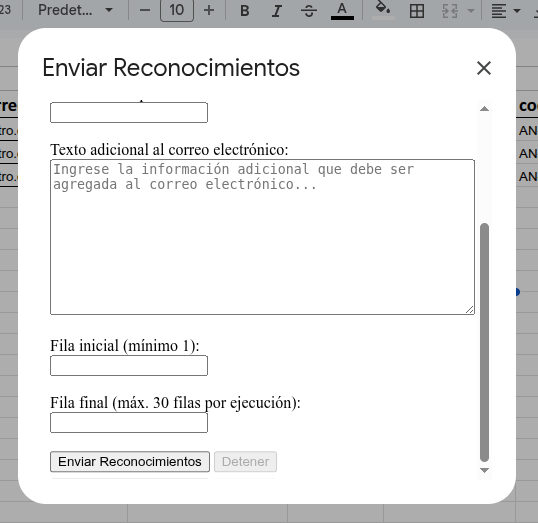 23 Predet... 10 B I A
Enviar Reconocimientos
Texto adicional al correo electrónico:
Ingrese la información adicional que debe ser
agregada al correo electrónico...
Fila inicial (mínimo 1):
Fila final (máx. 30 filas por ejecución):
Enviar Reconocimientos Detener
rre
tro.
tro.
tro.
co
AN
AN
AN